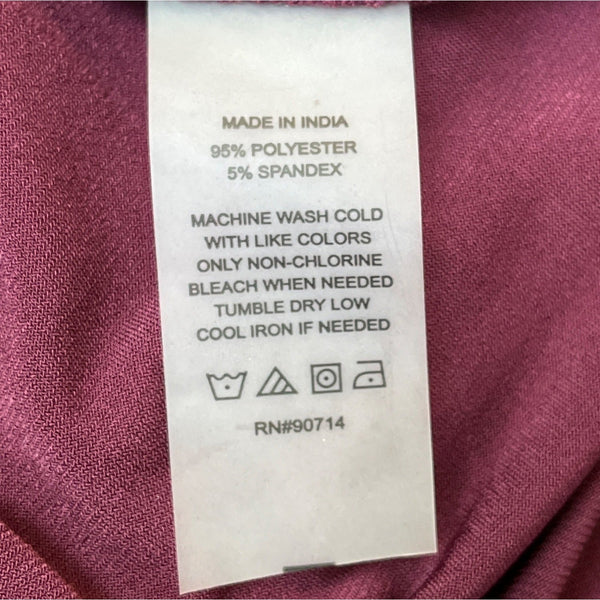 MADE IN INDIA
95% POLYESTER
5% SPANDEX
MACHINE WASH COLD
WITH LIKE COLORS
ONLY NON-CHLORINE
BLEACH WHEN NEEDED
TUMBLE DRY LOW
COOL IRON IF NEEDED
RN#90714